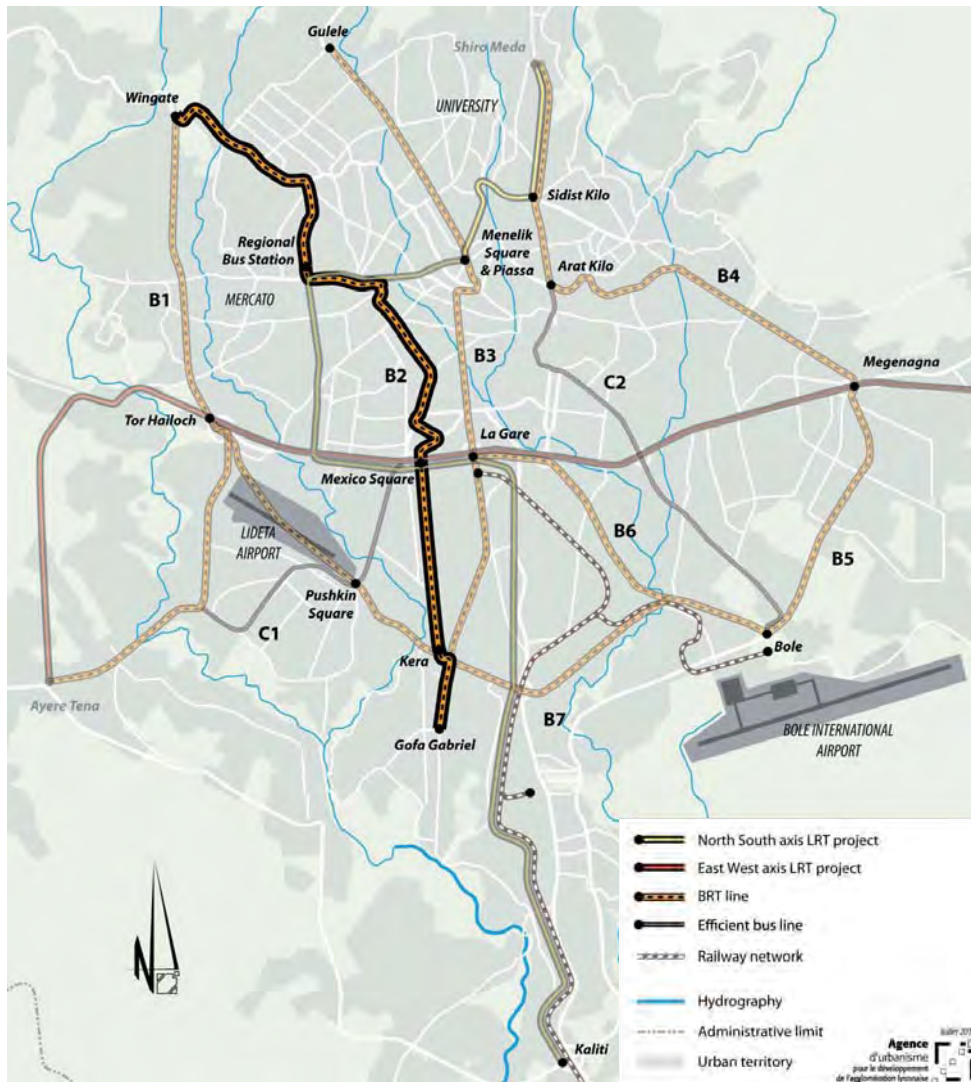 Gulele
Shiro Meda
Wingate
UNIVERSITY
Sidist Kilo
Regional
Bus Station
Menelik
Square
& Piassa
Arat Kilo
B4
B1
MERCATO
B3
B2
C2
Megenagna
Tor Hailoch
La Gare
Mexico Square
LIDETA
AIRPORT
B6
B5
Pushkin
Square
C1
Kera
Bole
Ayere Tena
B7
Gofa Gabriel
BOLE INTERNATIONAL
AIRPORT
North South axis LRT project
East West axis LRT project
BRT line
Efficient bus line
Railway network
N
Hydrography
Administrative limit
Urban territory
Kaliti
Agence
d'urbanisme
pour le développement
de l'agglomération lyonnaise